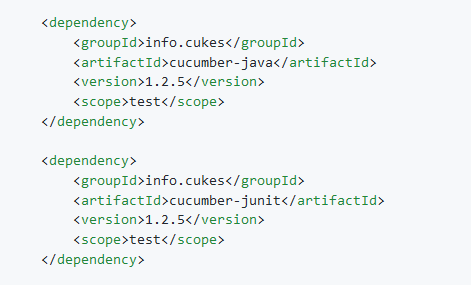 <dependency>
    <groupId>info.cukes</groupId>
    <artifactId>cucumber-java</artifactId>
    <version>1.2.5</version>
    <scope>test</scope>
</dependency>

<dependency>
    <groupId>info.cukes</groupId>
    <artifactId>cucumber-junit</artifactId>
    <version>1.2.5</version>
    <scope>test</scope>
</dependency>